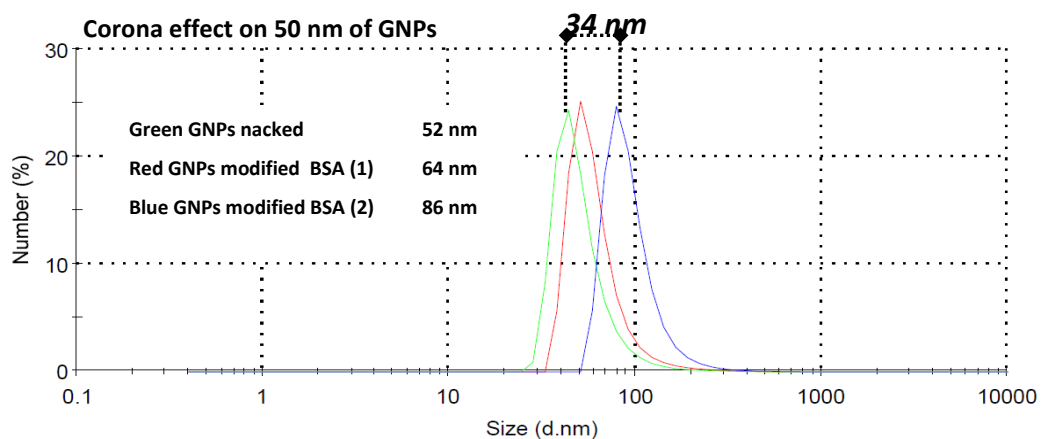 Corona effect on 50 nm of GNPs
34 nm
30
Green GNPs nacked 52 nm
Red GNPs modified BSA (1) 64 nm
Blue GNPs modified BSA (2) 86 nm
20
10
0
Number (%)
0.1 1 10 100 1000 10000
Size (d.nm)